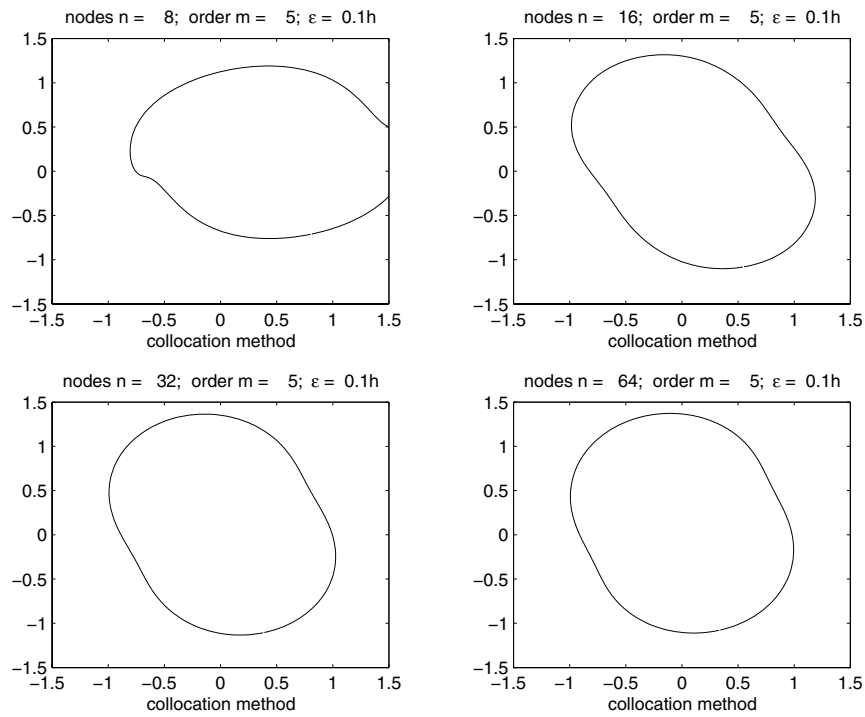 nodes n = 8; order m = 5; ε = 0.1h
1.5
1
0.5
0
−0.5
−1
−1.5
−1.5 −1 −0.5 0 0.5 1 1.5
collocation method
nodes n = 16; order m = 5; ε = 0.1h
1.5
1
0.5
0
−0.5
−1
−1.5
−1.5 −1 −0.5 0 0.5 1 1.5
collocation method
nodes n = 32; order m = 5; ε = 0.1h
1.5
1
0.5
0
−0.5
−1
−1.5
−1.5 −1 −0.5 0 0.5 1 1.5
collocation method
nodes n = 64; order m = 5; ε = 0.1h
1.5
1
0.5
0
−0.5
−1
−1.5
−1.5 −1 −0.5 0 0.5 1 1.5
collocation method